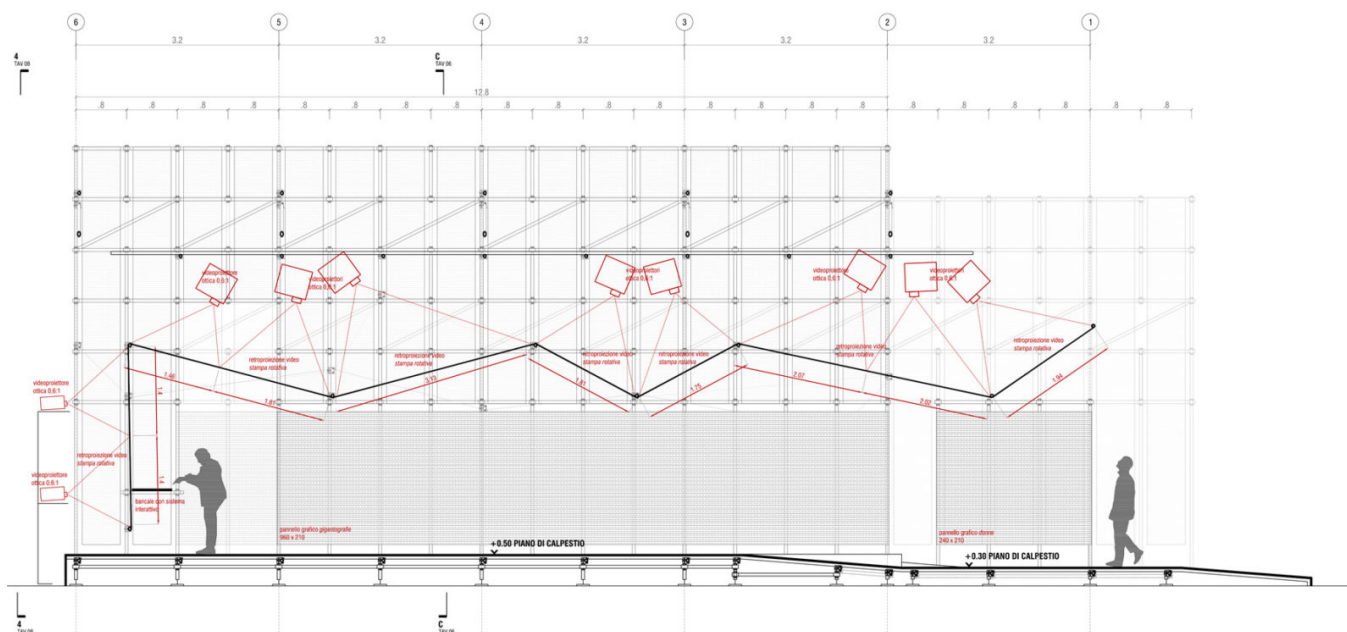 6 5 4 3 2 1
3.2 3.2 3.2 3.2 3.2
4
TAV 08
C
TAV 06
12.8
.8 .8 .8 .8 .8 .8 .8 .8 .8 .8 .8 .8 .8 .8 .8 .8 .8 .8 .8 .8 .8 .8
videoproiettore
ottica 0,6:1
videoproiettori
ottica 0,6:1
videoproiettori
ottica 0,6:1
videoproiettore
ottica 0,6:1
videoproiettori
ottica 0,6:1
retroproiezione video
stampa rotativa
retroproiezione video
stampa rotativa
retroproiezione video
stampa rotativa
retroproiezione video
stampa rotativa
retroproiezione video
stampa rotativa
retroproiezione video
stampa rotativa
1.46
1.81
3.13
1.81
1.75
2.07
2.02
1.94
videoproiettore
ottica 0,6:1
1.4
retroproiezione video
stampa rotativa
videoproiettore
ottica 0,6:1
1.4
bancale con sistema
interattivo
pannello grafico gigantografie
960 x 210
pannello grafico donne
240 x 210
+0.50 PIANO DI CALPESTIO
+0.30 PIANO DI CALPESTIO
4
TAV 08
C
TAV 06